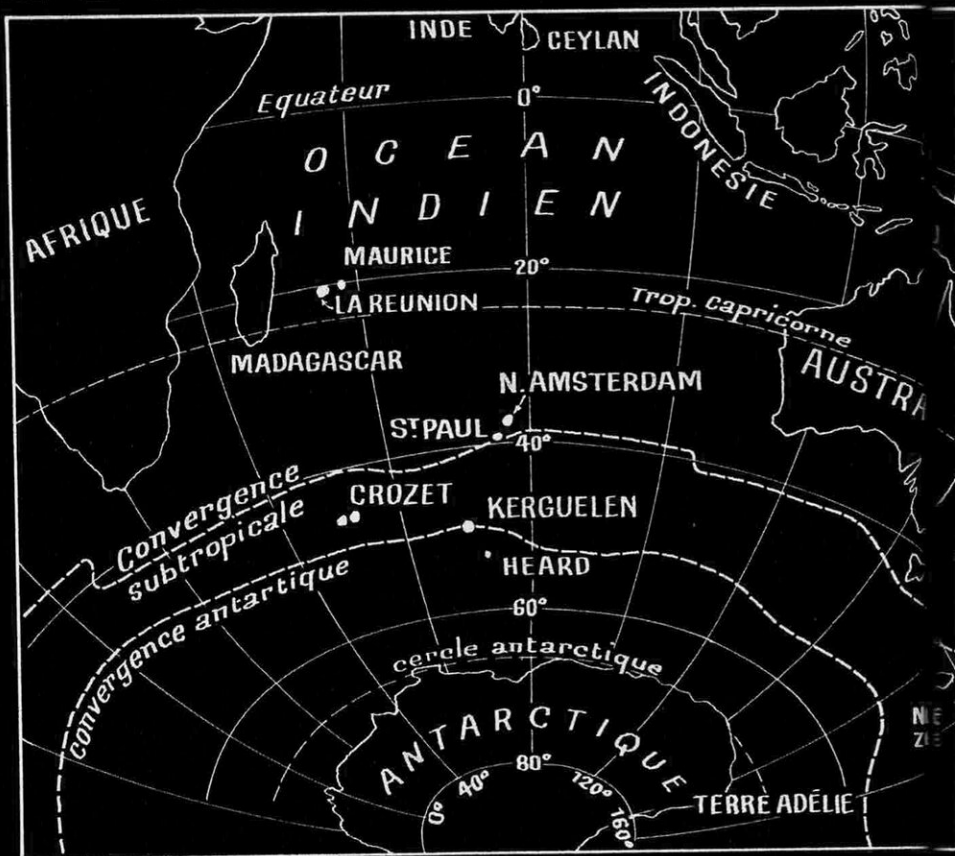 INDE
CEYLAN
Equateur
0°
INDONESIE
OCEAN
INDIEN
AFRIQUE
MAURICE
20°
LA REUNION
Trop. capricorne
MADAGASCAR
AUSTRA
N. AMSTERDAM
ST PAUL
40°
Convergence
subtropicale
CROZET
KERGUELEN
HEARD
convergence antartique
60°
cercle antarctique
ANTARCTIQUE
80°
0°
40°
120°
160°
TERRE ADÉLIE